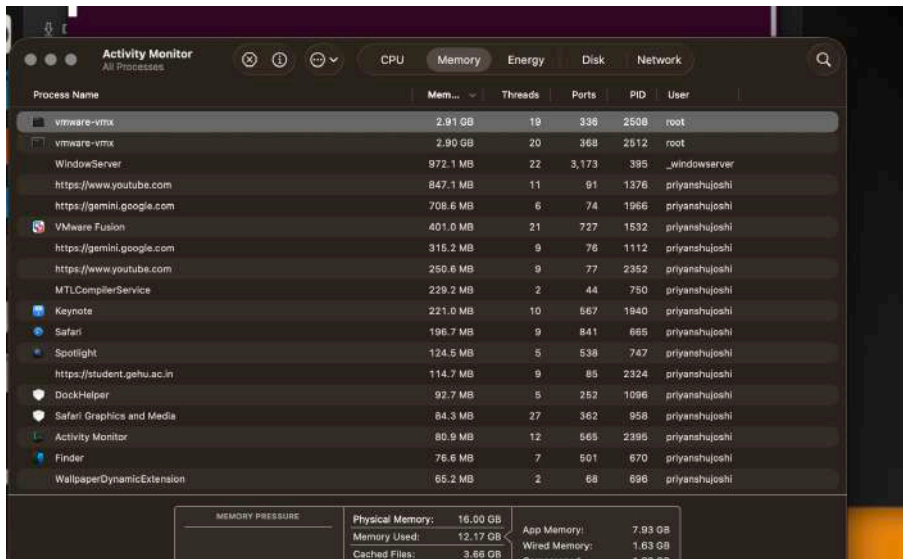 Activity Monitor
All Processes
CPU Memory Energy Disk Network
Process Name Mem... Threads Ports PID User
vmware-vmx 2.91 GB 19 336 2508 root
vmware-vmx 2.90 GB 20 368 2512 root
WindowServer 972.1 MB 22 3,173 395 _windowserver
https://www.youtube.com 847.1 MB 11 91 1376 priyanshujoshi
https://gemini.google.com 708.6 MB 6 74 1966 priyanshujoshi
VMware Fusion 401.0 MB 21 727 1532 priyanshujoshi
https://gemini.google.com 315.2 MB 9 76 1112 priyanshujoshi
https://www.youtube.com 250.6 MB 9 77 2352 priyanshujoshi
MTLCompilerService 229.2 MB 2 44 750 priyanshujoshi
Keynote 221.0 MB 10 567 1940 priyanshujoshi
Safari 196.7 MB 9 841 665 priyanshujoshi
Spotlight 124.5 MB 5 538 747 priyanshujoshi
https://student.gehu.ac.in 114.7 MB 9 85 2324 priyanshujoshi
DockHelper 92.7 MB 5 252 1096 priyanshujoshi
Safari Graphics and Media 84.3 MB 27 362 958 priyanshujoshi
Activity Monitor 80.9 MB 12 565 2395 priyanshujoshi
Finder 76.6 MB 7 501 670 priyanshujoshi
WallpaperDynamicExtension 65.2 MB 2 68 696 priyanshujoshi
MEMORY PRESSURE
Physical Memory: 16.00 GB
Memory Used: 12.17 GB
Cached Files: 3.66 GB
App Memory: 7.93 GB
Wired Memory: 1.63 GB